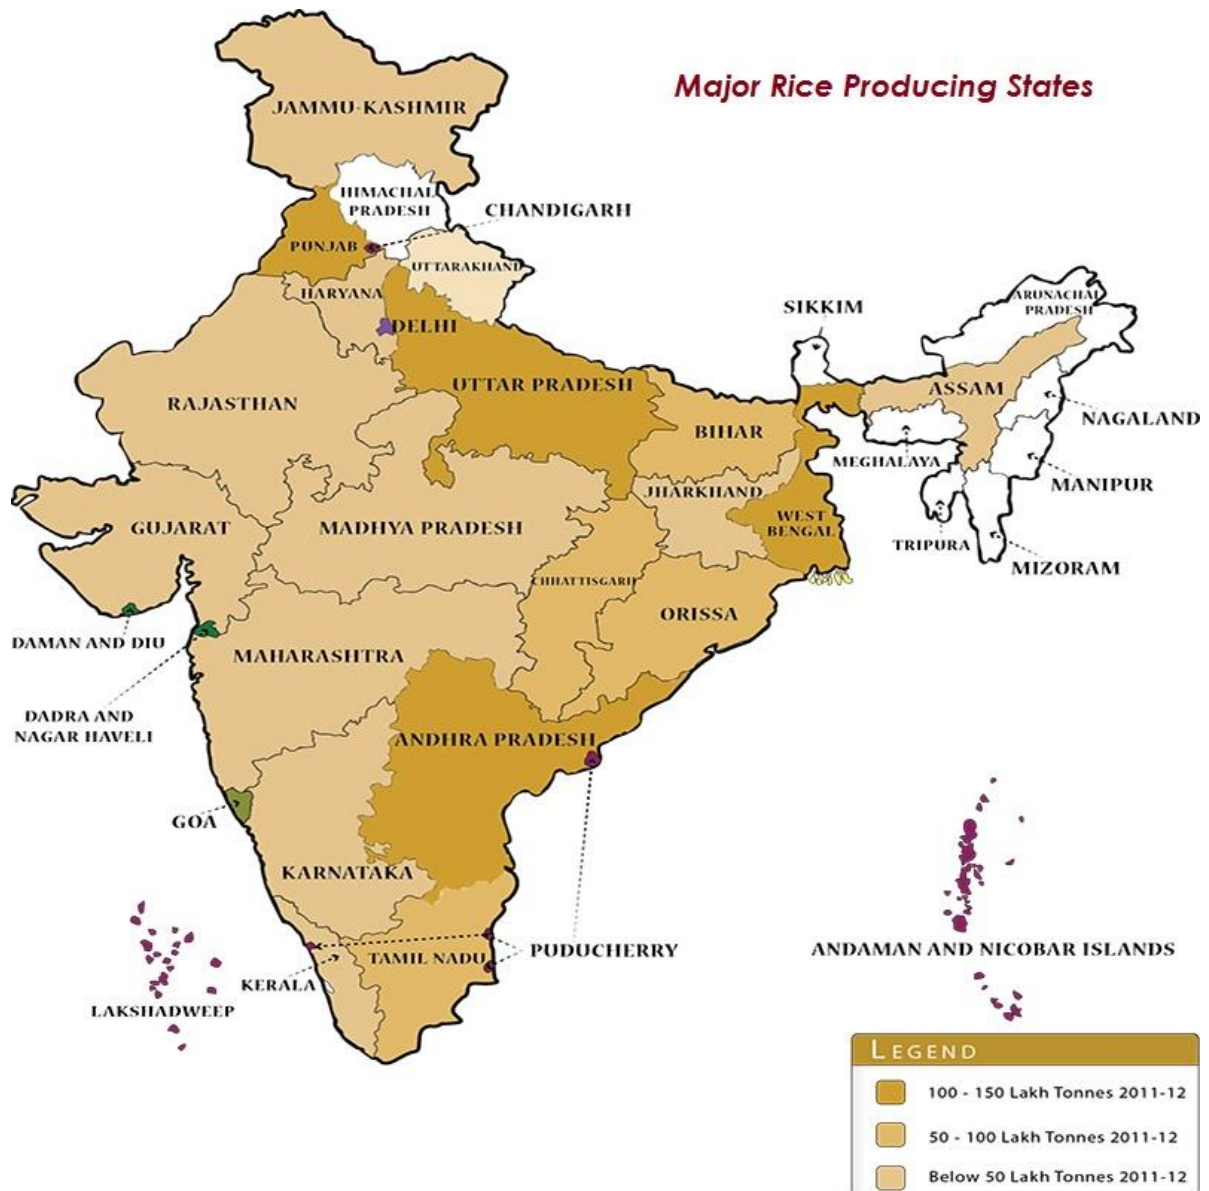 Major Rice Producing States
JAMMU-KASHMIR
HIMACHAL
PRADESH
CHANDIGARH
PUNJAB
UTTARAKHAND
HARYANA
DELHI
SIKKIM
ARUNACHAL
PRADESH
UTTAR PRADESH
RAJASTHAN
ASSAM
NAGALAND
BIHAR
MEGHALAYA
MANIPUR
JHARKHAND
GUJARAT
MADHYA PRADESH
WEST
BENGAL
TRIPURA
MIZORAM
CHHATTISGARH
ORISSA
DAMAN AND DIU
MAHARASHTRA
DADRA AND
NAGAR HAVELI
ANDHRA PRADESH
GOA
KARNATAKA
PUDUCHERRY
ANDAMAN AND NICOBAR ISLANDS
TAMIL NADU
KERALA
LAKSHADWEEP
LEGEND
100 - 150 Lakh Tonnes 2011-12
50 - 100 Lakh Tonnes 2011-12
Below 50 Lakh Tonnes 2011-12